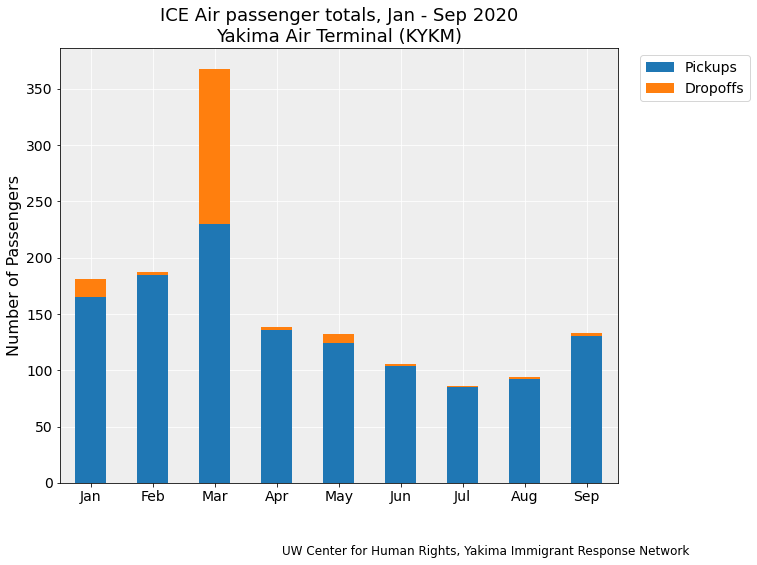 ICE Air passenger totals, Jan - Sep 2020
Yakima Air Terminal (KYKM)
Pickups
Dropoffs
Number of Passengers
350
300
250
200
150
100
50
0
Jan Feb Mar Apr May Jun Jul Aug Sep
UW Center for Human Rights, Yakima Immigrant Response Network